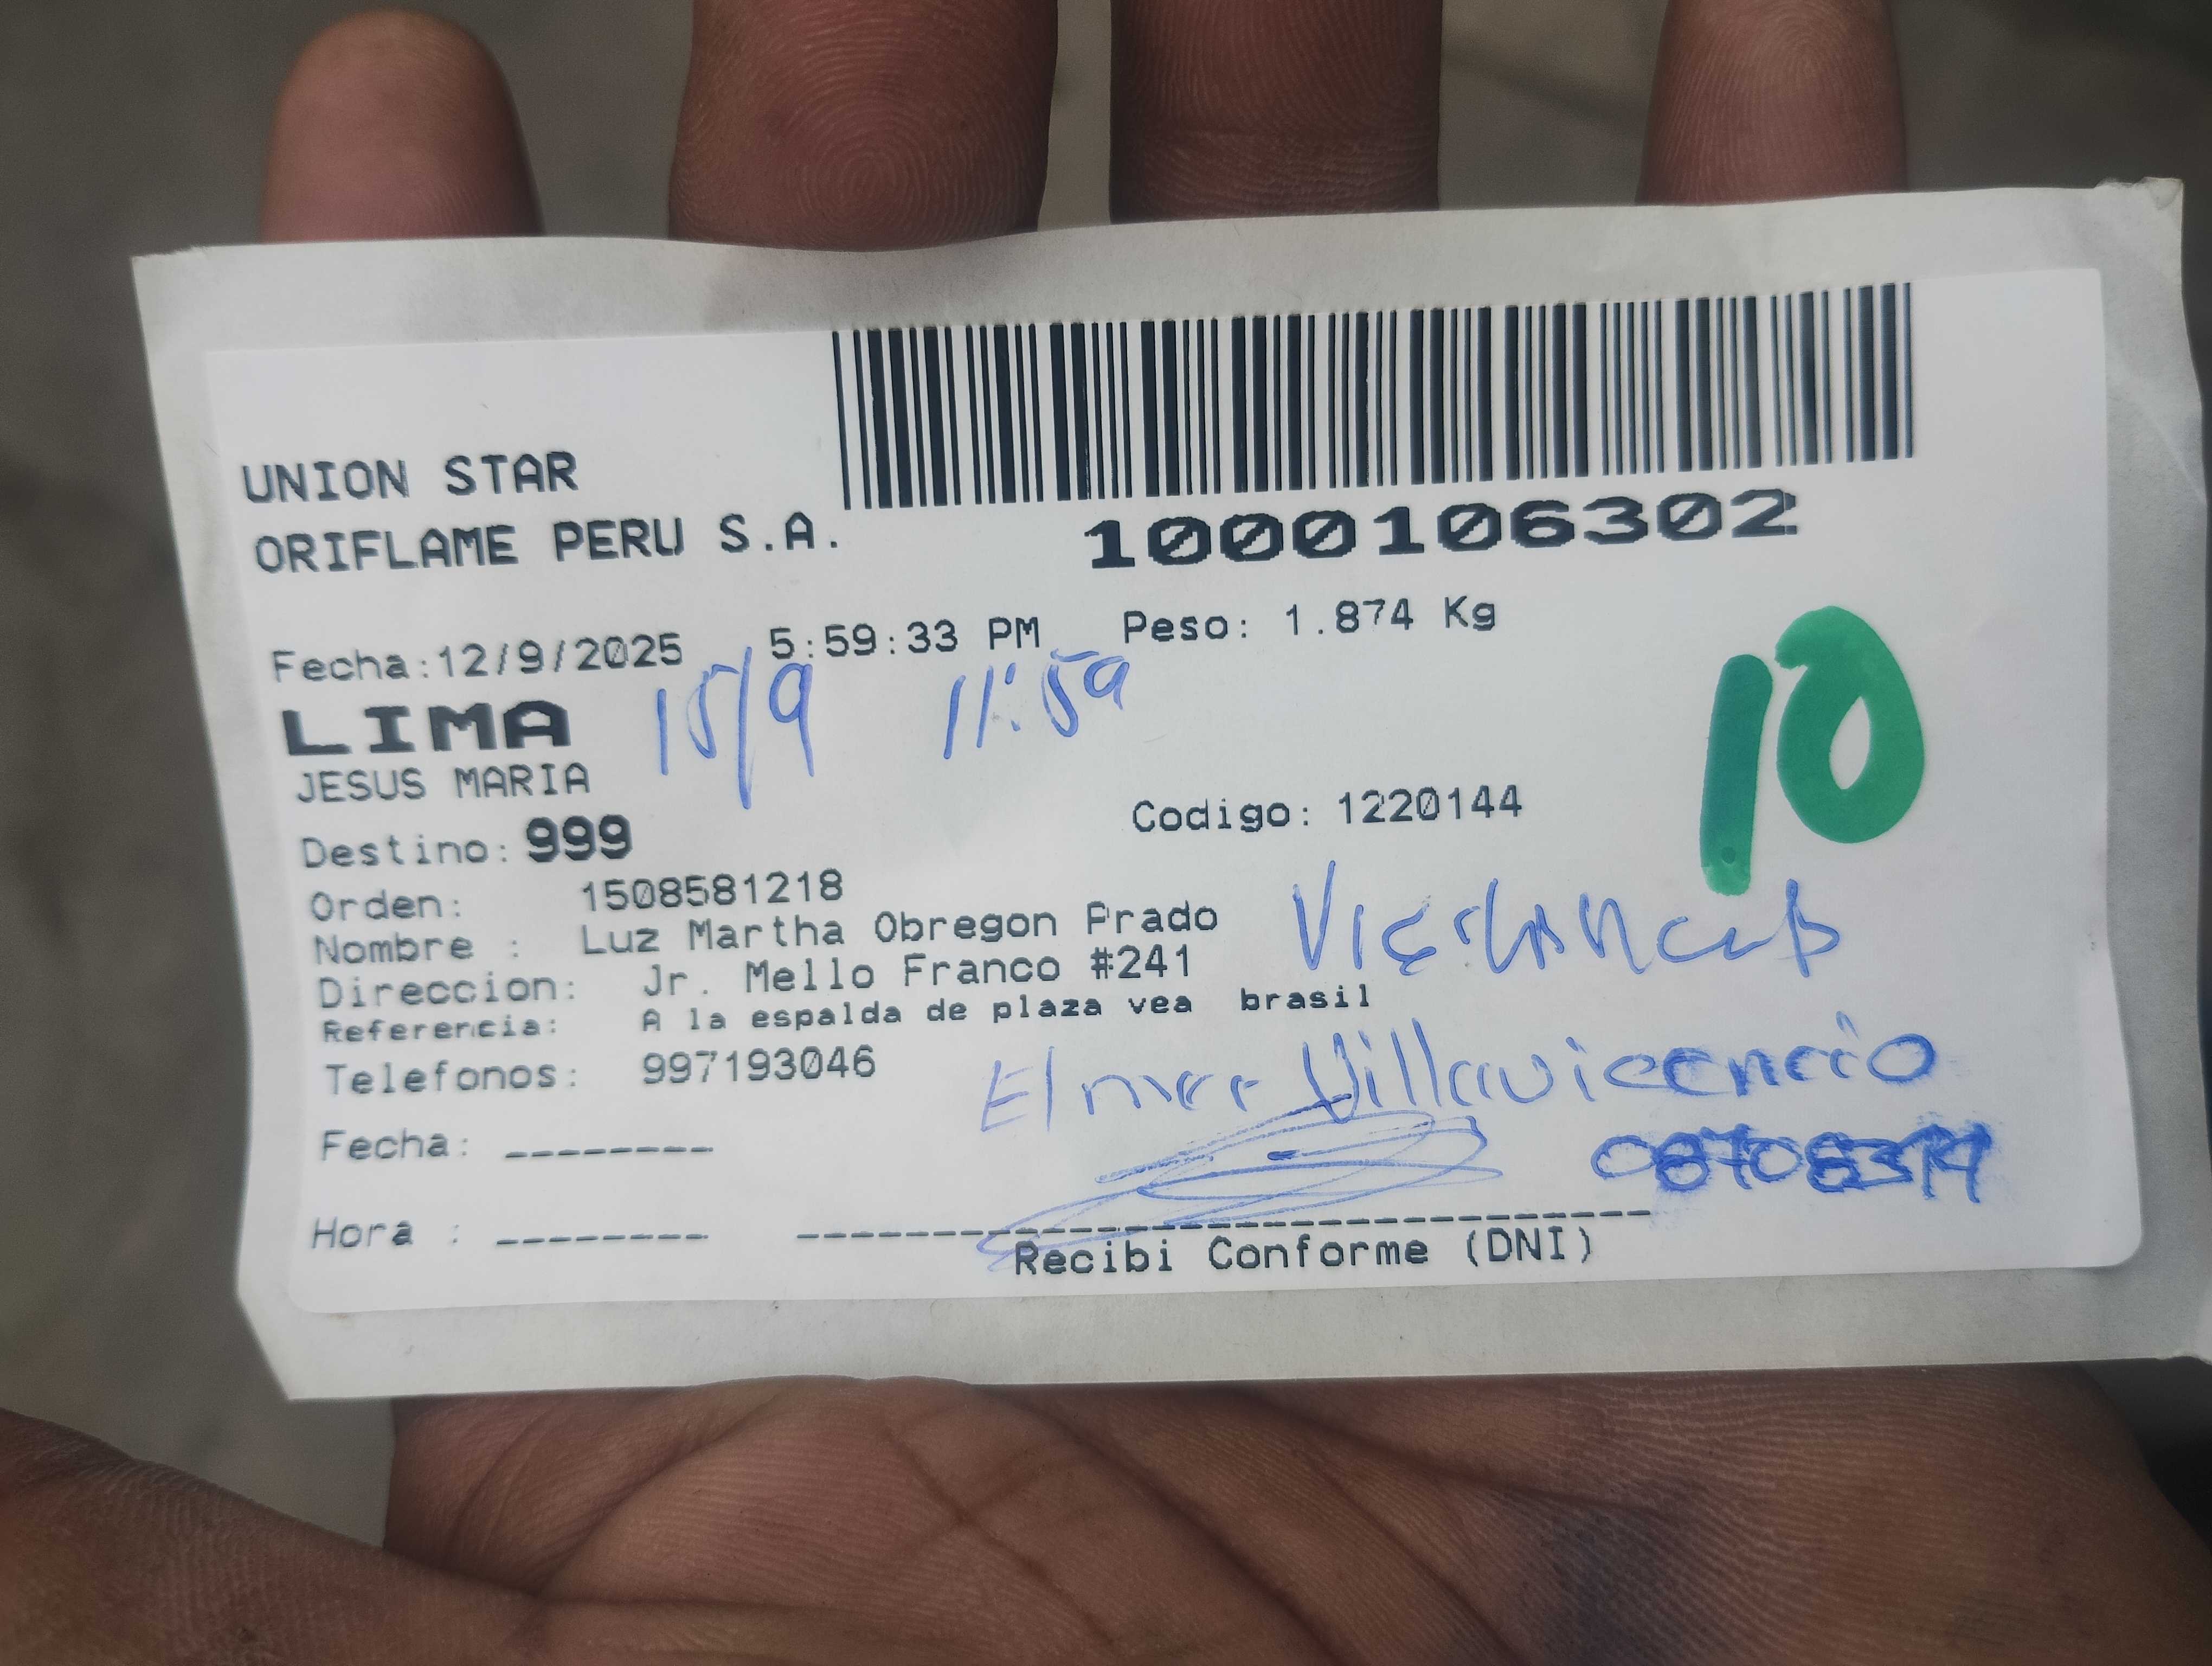 UNION STAR
ORIFLAME PERU S.A.
1000106302
Fecha:12/9/2025 5:59:33 PM Peso: 1.874 Kg
LIMA 15/9 11:59
10
JESUS MARIA
Destino: 999 Codigo: 1220144
Orden: 1508581218
Nombre : Luz Martha Obregon Prado
Direccion: Jr. Mello Franco #241
Referencia: A la espalda de plaza vea brasil
Telefonos: 997193046
Elmer Villavicencio
Fecha: --------
Hora : --------
Recibi Conforme (DNI)